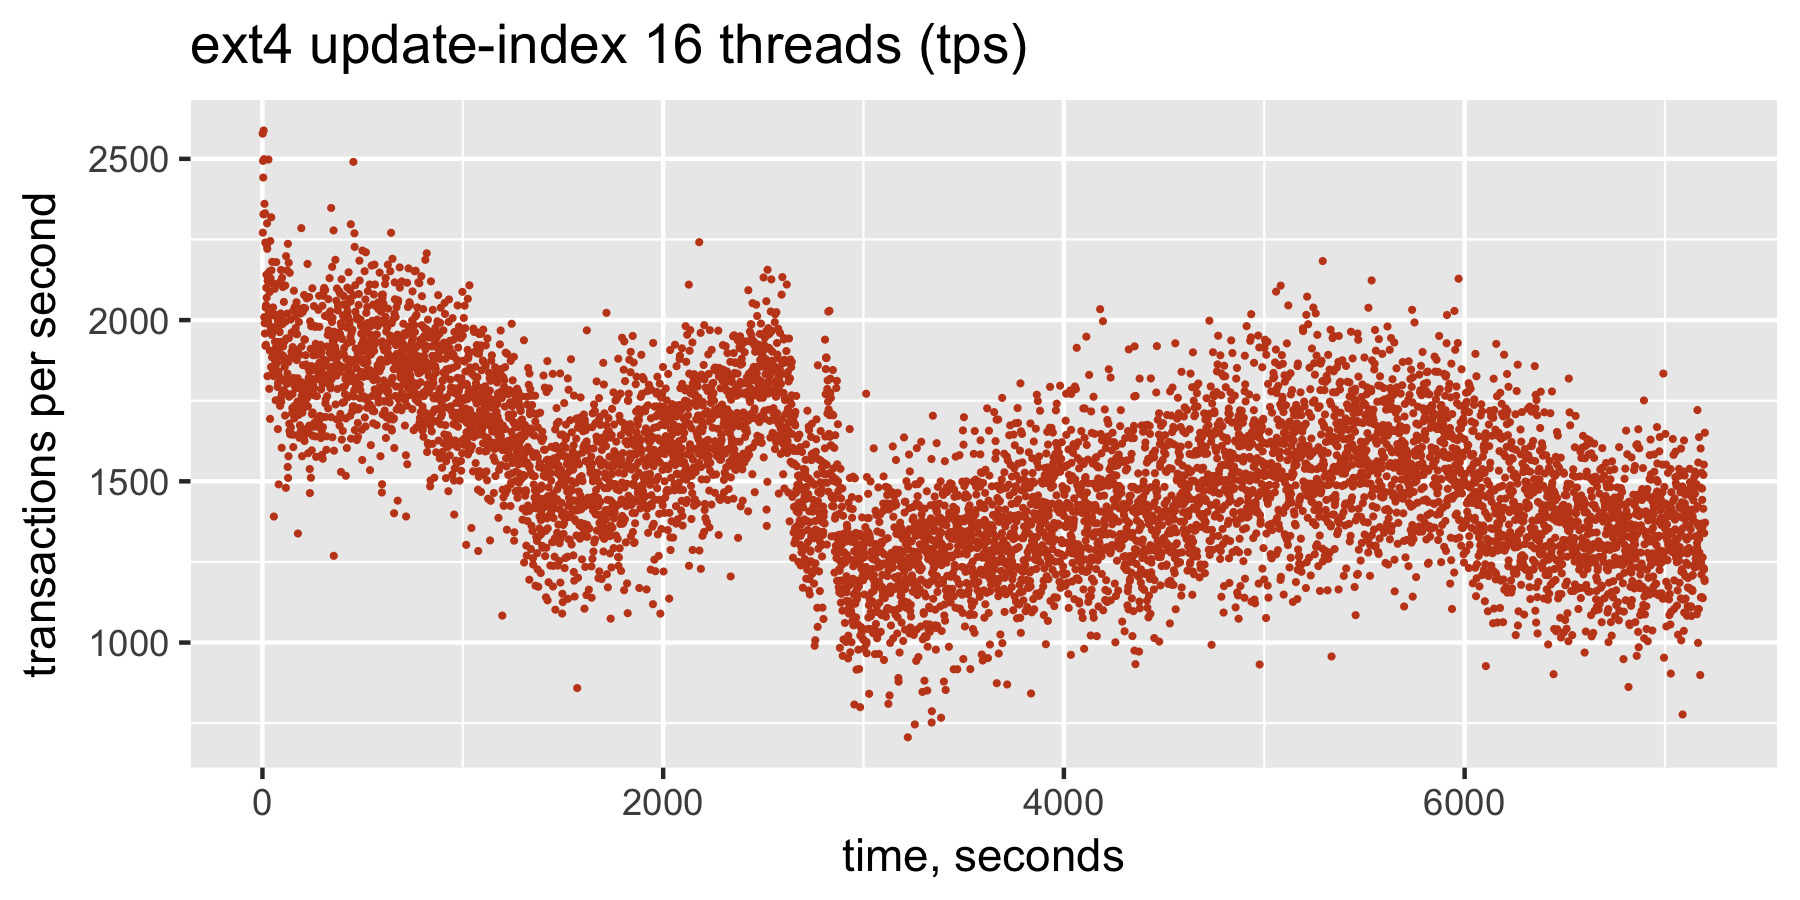 ext4 update-index 16 threads (tps)
transactions per second
2500
2000
1500
1000
0 2000 4000 6000
time, seconds